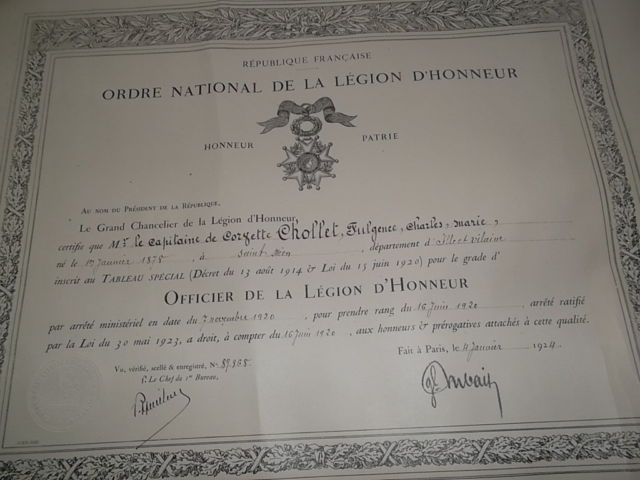 RÉPUBLIQUE FRANÇAISE
ORDRE NATIONAL DE LA LÉGION D'HONNEUR
HONNEUR PATRIE
AU NOM DU PRÉSIDENT DE LA RÉPUBLIQUE,
Le Grand Chancelier de la Légion d'Honneur,
certifie que Mr. le Capitaine de Corvette Chollet, Fulgence, Charles, Marie,
né le Janvier 1875, à Saint Méen, département d'Ille et Vilaine
inscrit au TABLEAU SPÉCIAL (Décret du 13 août 1914 & Loi du 15 juin 1920) pour le grade d'
OFFICIER DE LA LÉGION D'HONNEUR
par arrêté ministériel en date du 7 novembre 1920, pour prendre rang du 16 Juin 1920, arrêté ratifié
par la Loi du 30 mai 1923, a droit, à compter du 16 Juin 1920, aux honneurs & prérogatives attachés à cette qualité.
Fait à Paris, le 4 Janvier 1924.
Vu, vérifié, scellé & enregistré, N°
Le Chef du 1er Bureau,